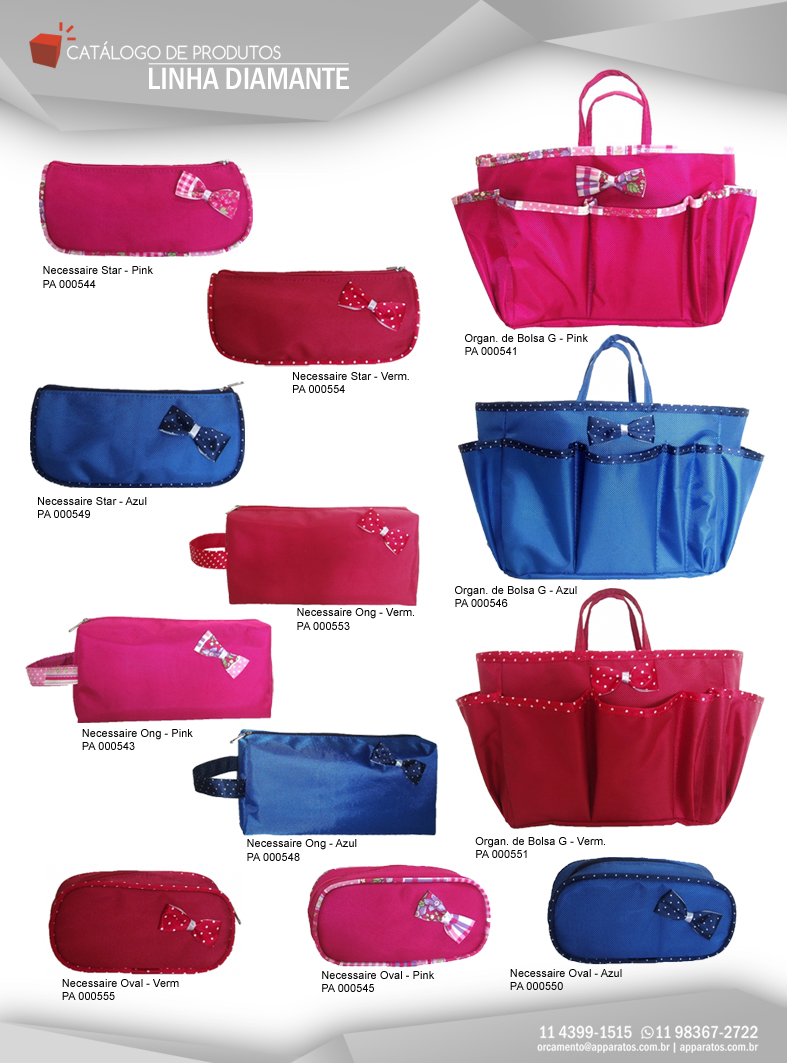 CATÁLOGO DE PRODUTOS
LINHA DIAMANTE
Necessaire Star - Pink
PA 000544
Organ. de Bolsa G - Pink
PA 000541
Necessaire Star - Verm.
PA 000554
Necessaire Star - Azul
PA 000549
Organ. de Bolsa G - Azul
PA 000546
Necessaire Ong - Verm.
PA 000553
Necessaire Ong - Pink
PA 000543
Necessaire Ong - Azul
PA 000548
Organ. de Bolsa G - Verm.
PA 000551
Necessaire Oval - Verm
PA 000555
Necessaire Oval - Pink
PA 000545
Necessaire Oval - Azul
PA 000550
11 4399-1515 11 98367-2722
orcamento@apparatos.com.br | apparatos.com.br